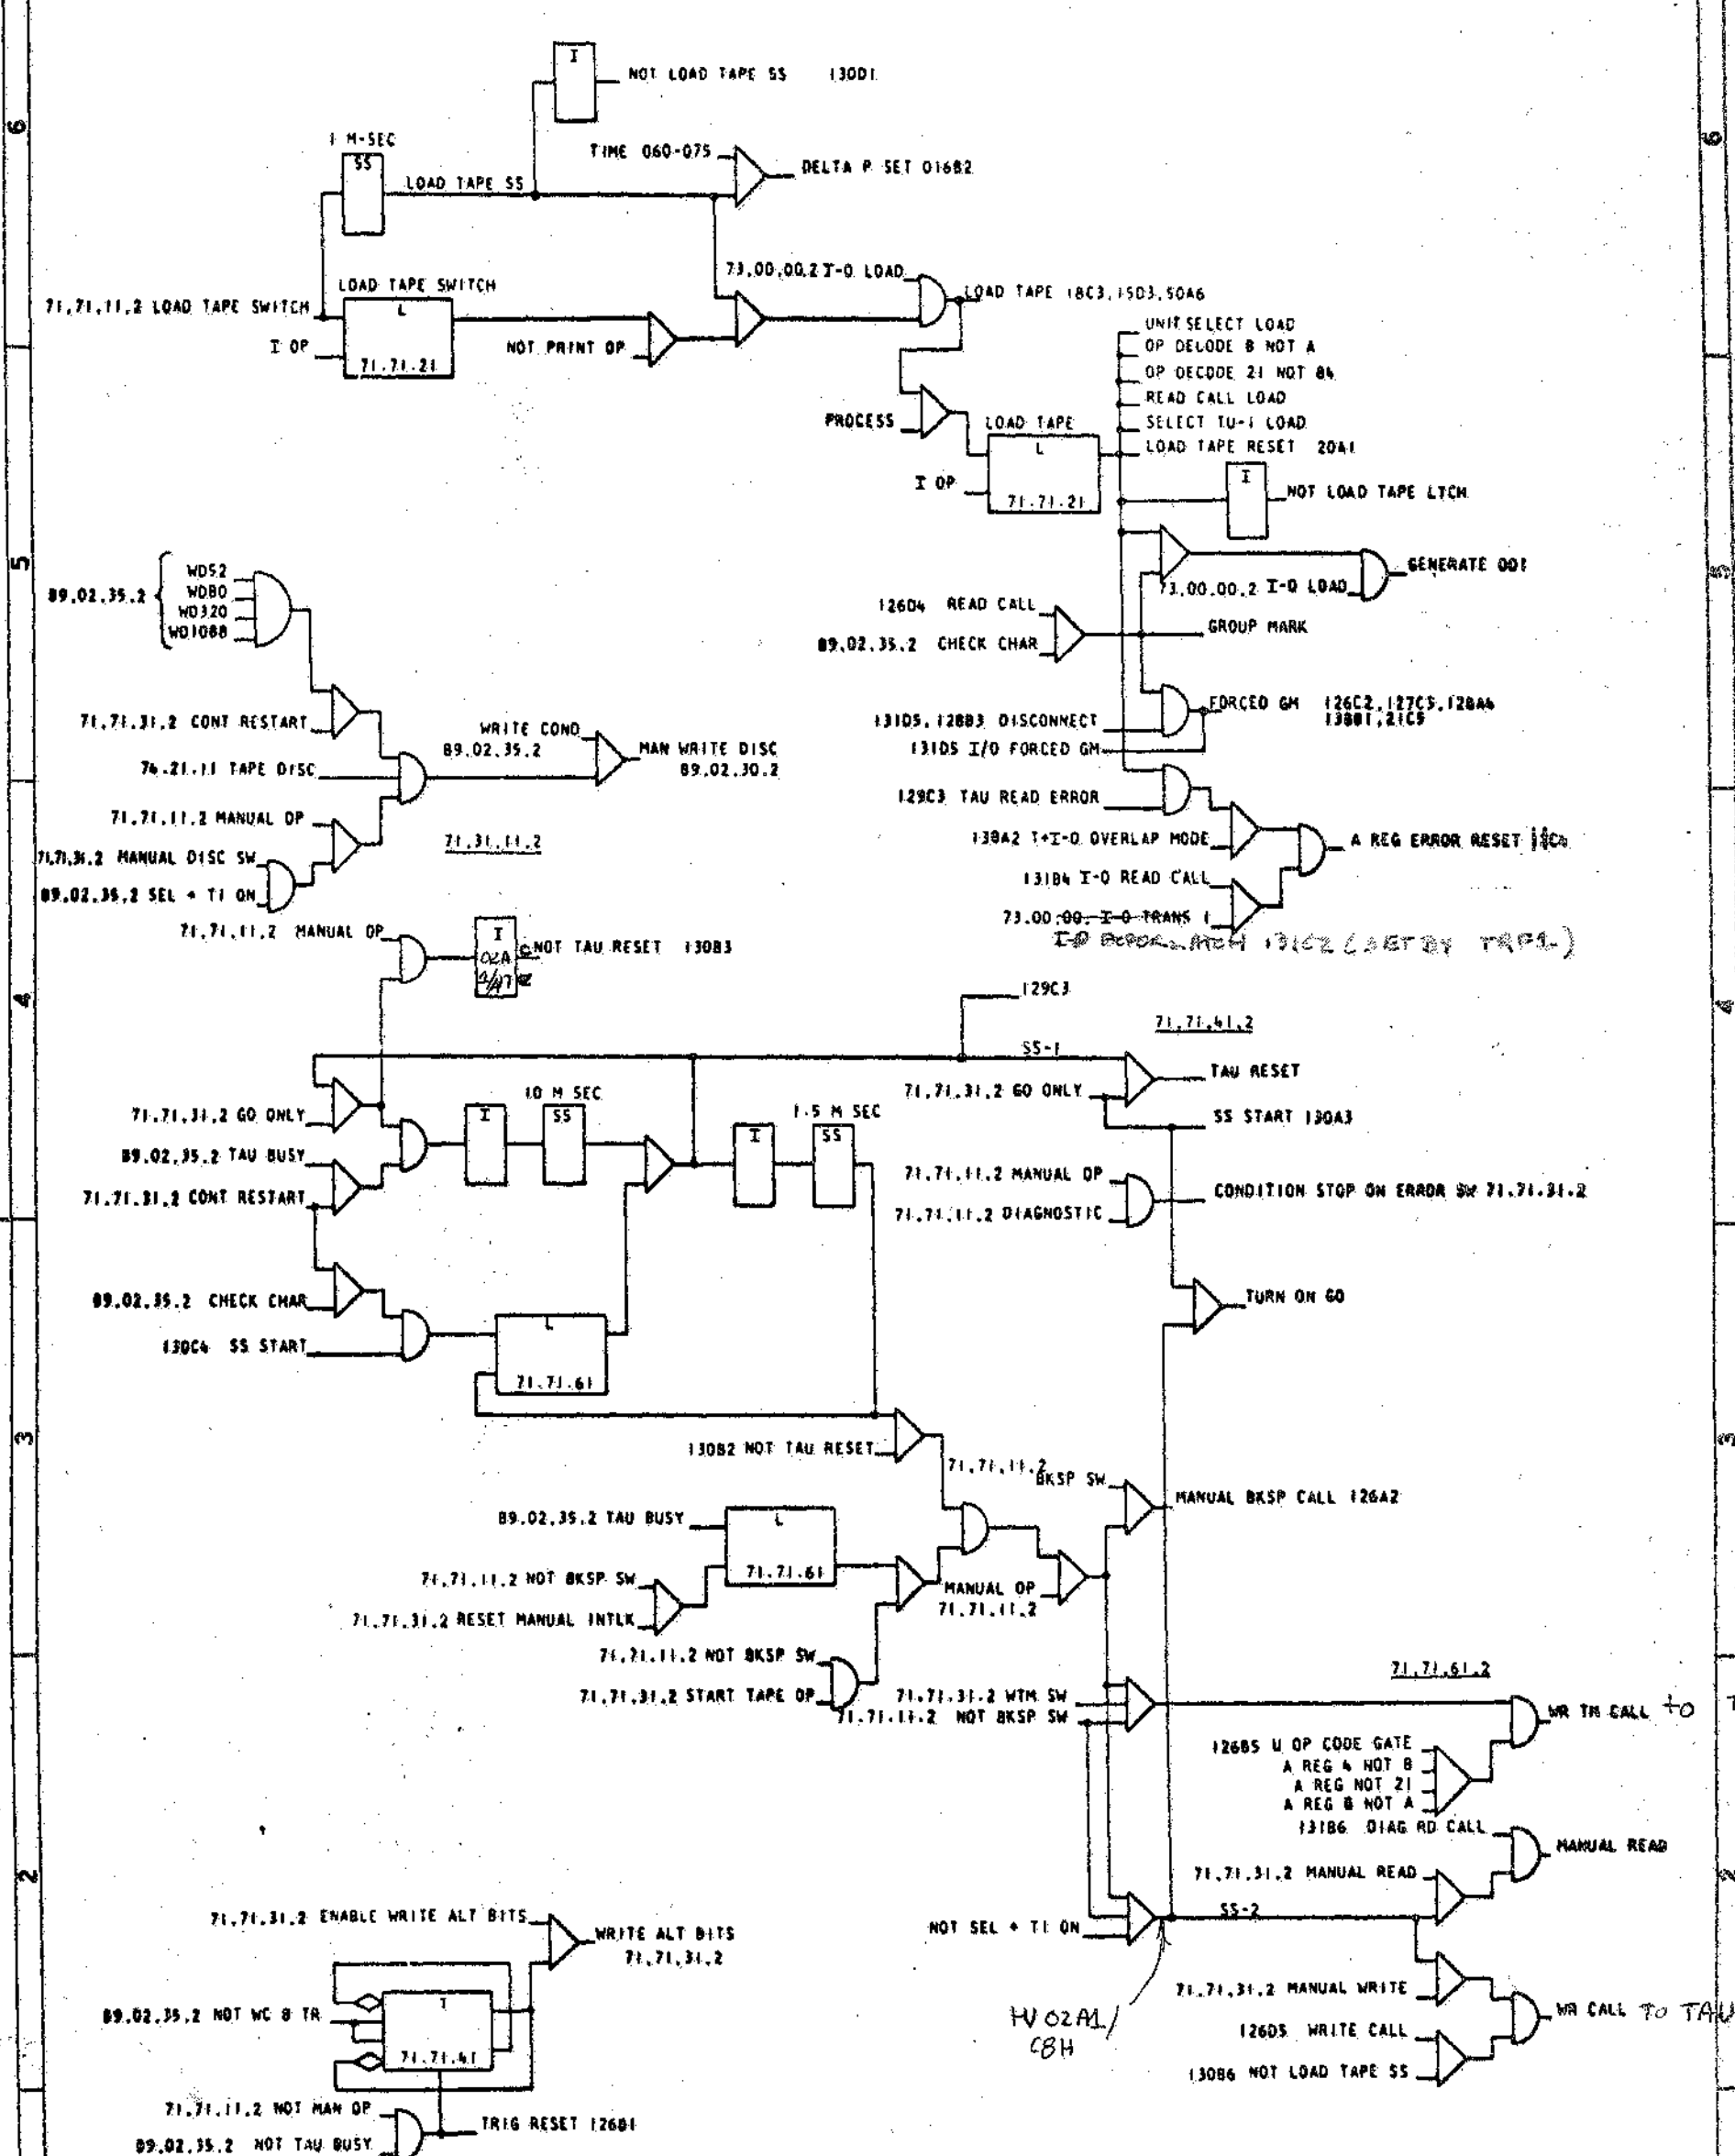 I
NOT LOAD TAPE SS 130D1
1 M-SEC
SS
LOAD TAPE SS
TIME 060-075
DELTA P SET 016B2
6
6
73.00.00.2 I-O LOAD
LOAD TAPE 18C3,15D3,50A6
LOAD TAPE SWITCH
71.71.11.2 LOAD TAPE SWITCH
L
I OP
71.71.21
NOT PRINT OP
UNIT SELECT LOAD
OP DECODE B NOT A
OP DECODE 21 NOT 84
READ CALL LOAD
SELECT TU-1 LOAD
LOAD TAPE RESET 20A1
PROCESS
LOAD TAPE
L
I OP
71.71.21
I
NOT LOAD TAPE LTCH
5
5
GENERATE 001
73.00.00.2 I-O LOAD
89.02.35.2
WD52
WD80
WD320
WD1088
126D4 READ CALL
89.02.35.2 CHECK CHAR
GROUP MARK
71.71.31.2 CONT RESTART
WRITE COND
89.02.35.2
MAN WRITE DISC
89.02.30.2
74.21.11 TAPE DISC
FORCED GM 126C2,127C5,128A4
138B1,21C5
131D5,128B3 DISCONNECT
131D5 I/O FORCED GM
71.71.11.2 MANUAL OP
71.31.11.2
71.71.31.2 MANUAL DISC SW
89.02.35.2 SEL + TI ON
129C3 TAU READ ERROR
138A2 1+I-O OVERLAP MODE
A REG ERROR RESET
131B4 I-O READ CALL
73.00.00. I-O TRANS 1
131C2 (SET BY
71.71.11.2 MANUAL OP
I
02A
NOT TAU RESET 130B3
4
4
129C3
71.71.41.2
SS-1
TAU RESET
71.71.31.2 GO ONLY
SS START 130A3
71.71.31.2 GO ONLY
10 M SEC
I
SS
1.5 M SEC
I
SS
89.02.35.2 TAU BUSY
71.71.31.2 CONT RESTART
71.71.11.2 MANUAL OP
71.71.11.2 DIAGNOSTIC
CONDITION STOP ON ERROR SW 71.71.31.2
89.02.35.2 CHECK CHAR
130C4 SS START
L
71.71.61
TURN ON GO
3
3
130B2 NOT TAU RESET
71.71.11.2
BKSP SW
MANUAL BKSP CALL 126A2
89.02.35.2 TAU BUSY
L
71.71.61
71.71.11.2 NOT BKSP SW
71.71.31.2 RESET MANUAL INTLK
MANUAL OP
71.71.11.2
71.71.11.2 NOT BKSP SW
71.71.31.2 START TAPE OP
71.71.31.2 WTM SW
71.71.11.2 NOT BKSP SW
71.71.61.2
WR TM CALL to T
126B5 U OP CODE GATE
A REG 4 NOT 8
A REG NOT 21
A REG B NOT A
131B6 DIAG RD CALL
MANUAL READ
71.71.31.2 MANUAL READ
2
2
SS-2
NOT SEL + TI ON
71.71.31.2 ENABLE WRITE ALT BITS
WRITE ALT BITS
71.71.31.2
89.02.35.2 NOT WC 8 TR
T
71.71.41
71.71.31.2 MANUAL WRITE
WR CALL TO TAU
126D5 WRITE CALL
130B6 NOT LOAD TAPE SS
02A1/
C8H
71.71.11.2 NOT MAN OP
89.02.35.2 NOT TAU BUSY
TRIG RESET 126B1